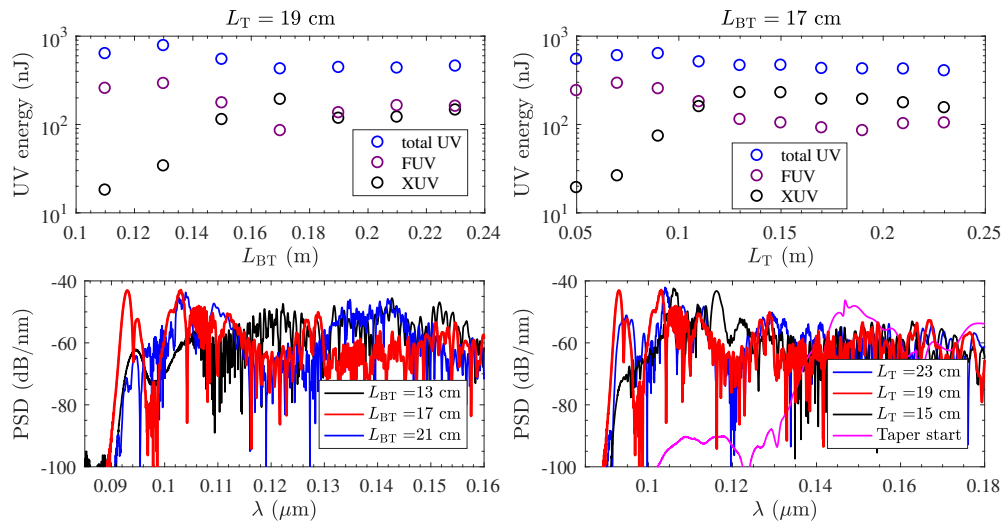 L_T = 19 cm
UV energy (nJ)
10^3
10^2
10^1
total UV
FUV
XUV
0.1 0.12 0.14 0.16 0.18 0.2 0.22 0.24
L_BT (m)
L_BT = 17 cm
UV energy (nJ)
10^3
10^2
10^1
total UV
FUV
XUV
0.05 0.1 0.15 0.2 0.25
L_T (m)
PSD (dB/nm)
-40
-60
-80
-100
L_BT =13 cm
L_BT =17 cm
L_BT =21 cm
0.09 0.1 0.11 0.12 0.13 0.14 0.15 0.16
λ (μm)
PSD (dB/nm)
-40
-60
-80
-100
L_T =23 cm
L_T =19 cm
L_T =15 cm
Taper start
0.1 0.12 0.14 0.16 0.18
λ (μm)